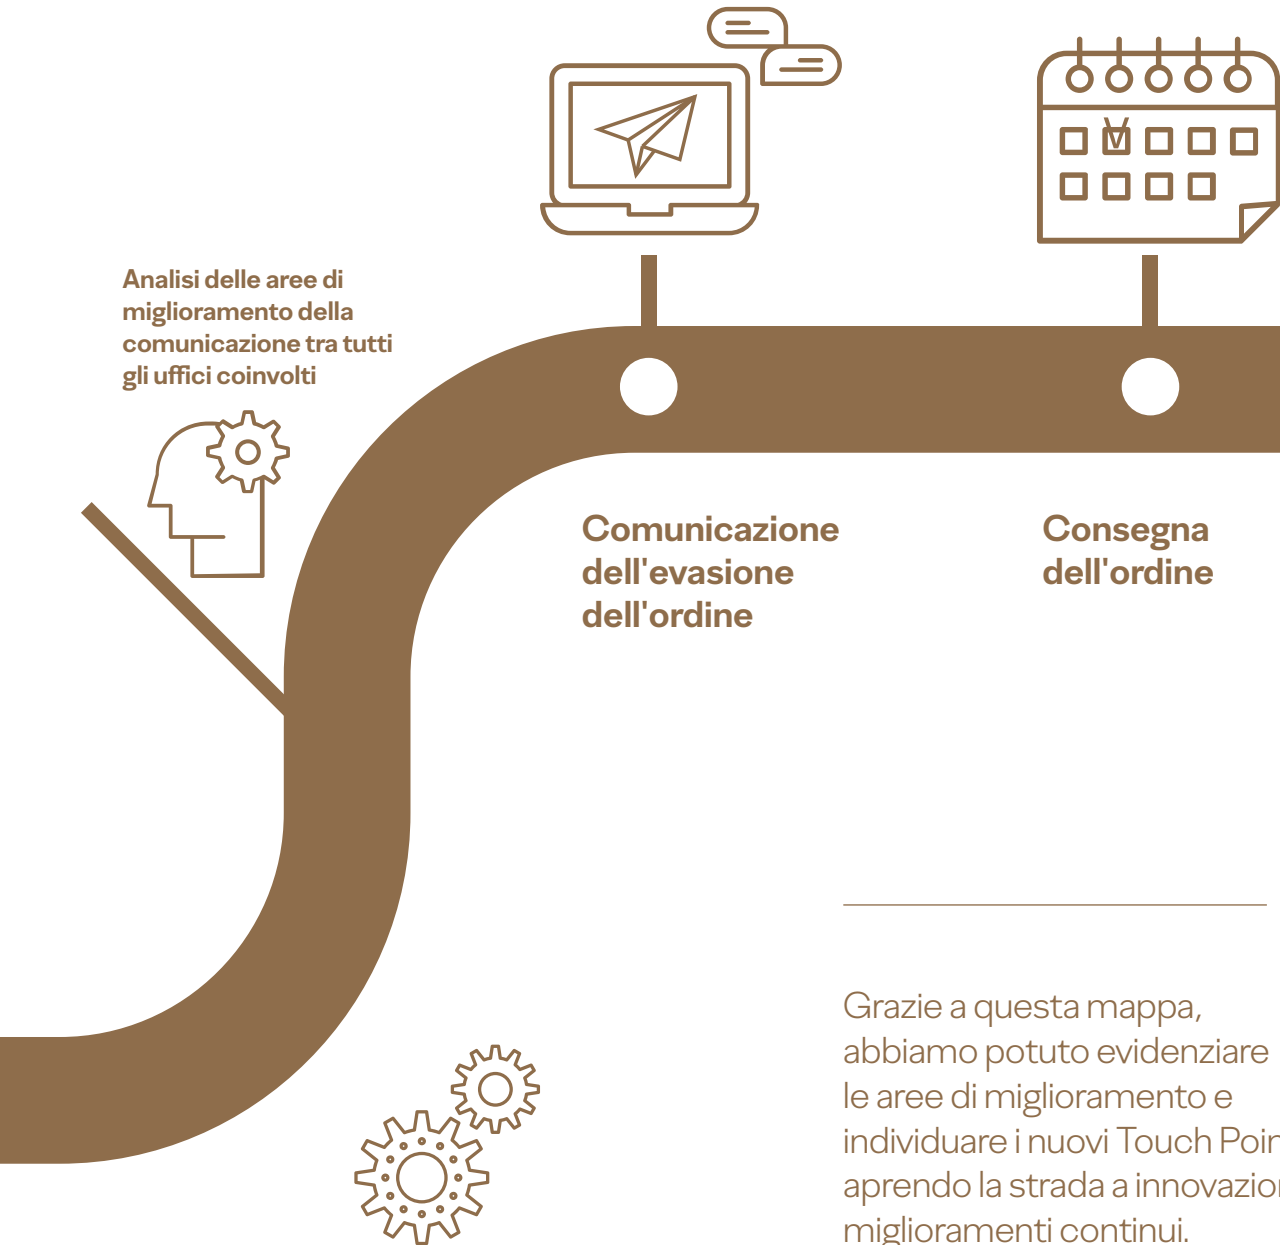 Analisi delle aree di
miglioramento della
comunicazione tra tutti
gli uffici coinvolti
V
Comunicazione
dell'evasione
dell'ordine
Consegna
dell'ordine
Grazie a questa mappa,
abbiamo potuto evidenziare
le aree di miglioramento e
individuare i nuovi Touch
aprendo la strada a
miglioramenti continui.